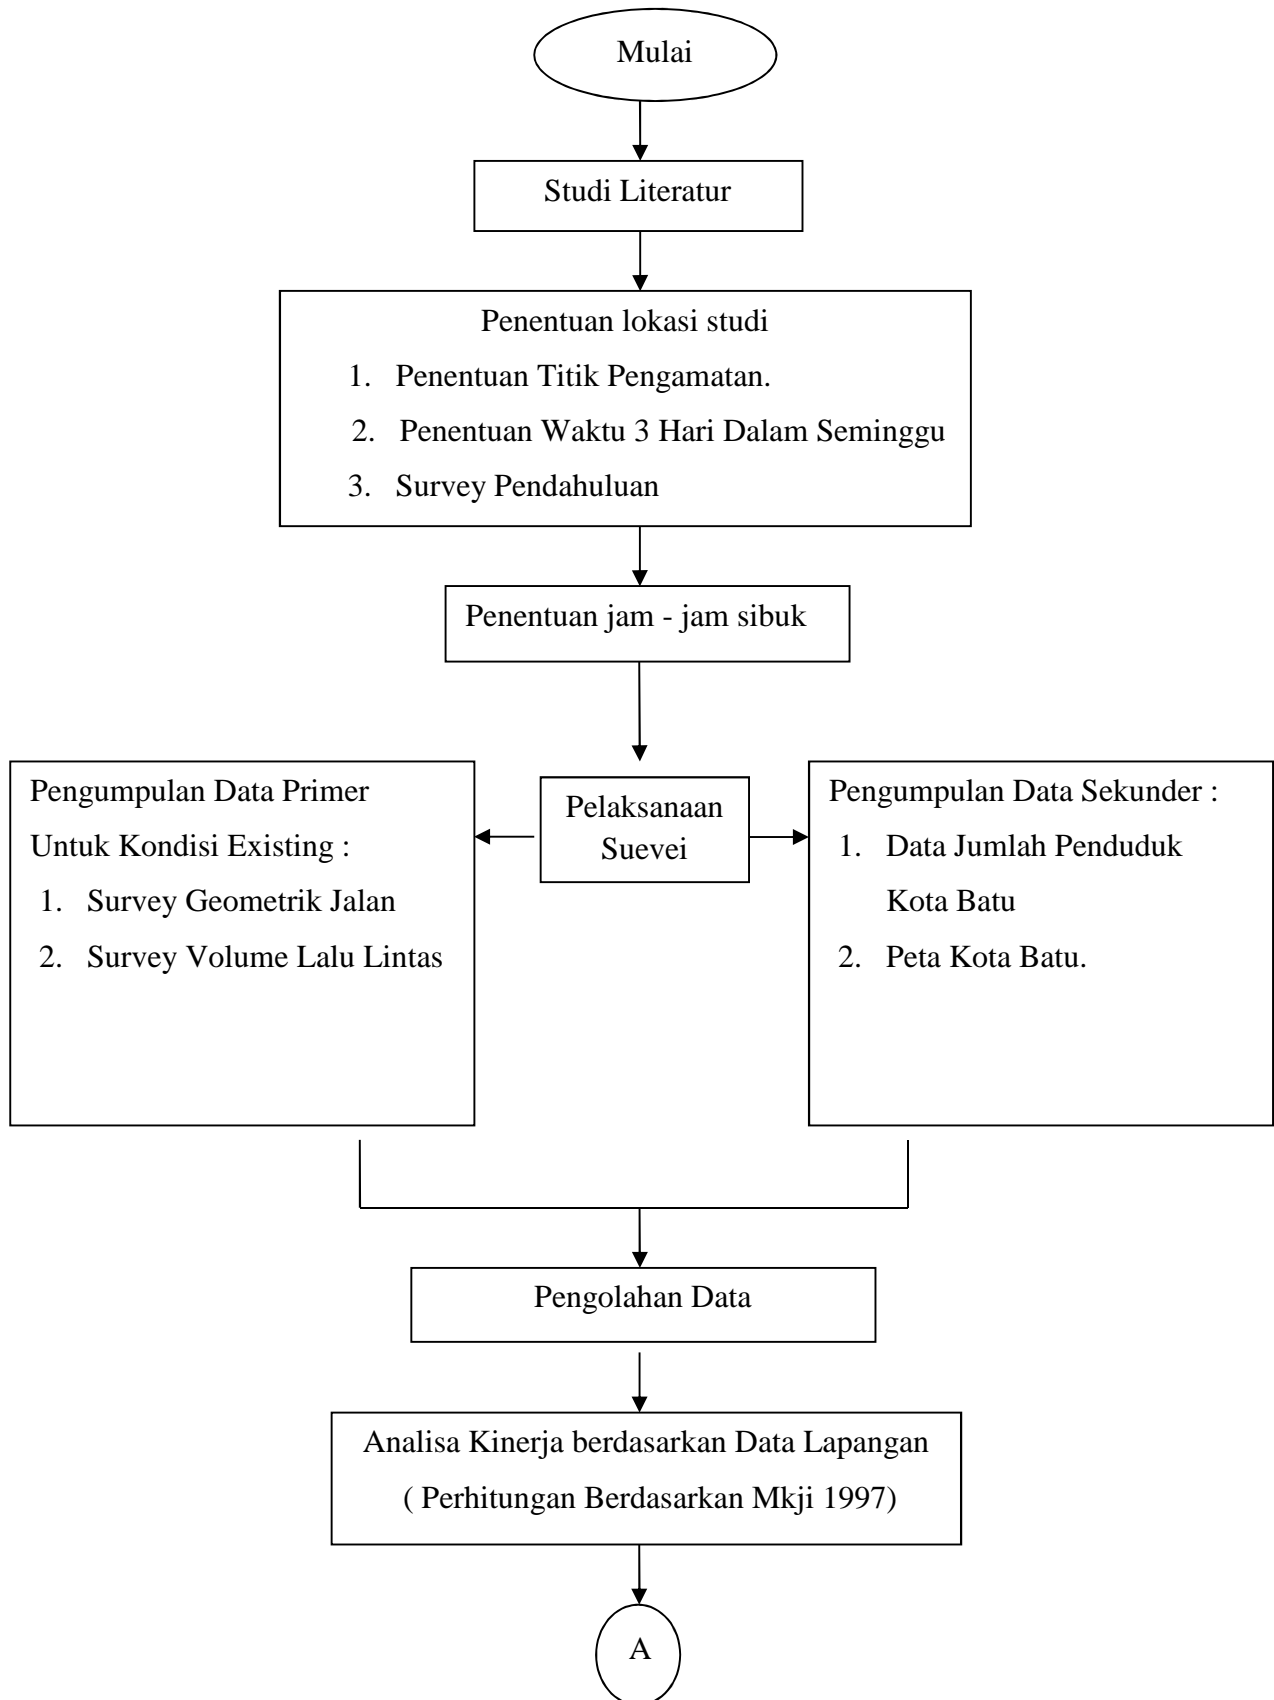 Mulai
Studi Literatur
Penentuan lokasi studi
1. Penentuan Titik Pengamatan.
2. Penentuan Waktu 3 Hari Dalam Seminggu
3. Survey Pendahuluan
Penentuan jam - jam sibuk
Pengumpulan Data Primer
Untuk Kondisi Existing :
1. Survey Geometrik Jalan
2. Survey Volume Lalu Lintas
Pelaksanaan
Suevei
Pengumpulan Data Sekunder :
1. Data Jumlah Penduduk
Kota Batu
2. Peta Kota Batu.
Pengolahan Data
Analisa Kinerja berdasarkan Data Lapangan
( Perhitungan Berdasarkan Mkji 1997)
A